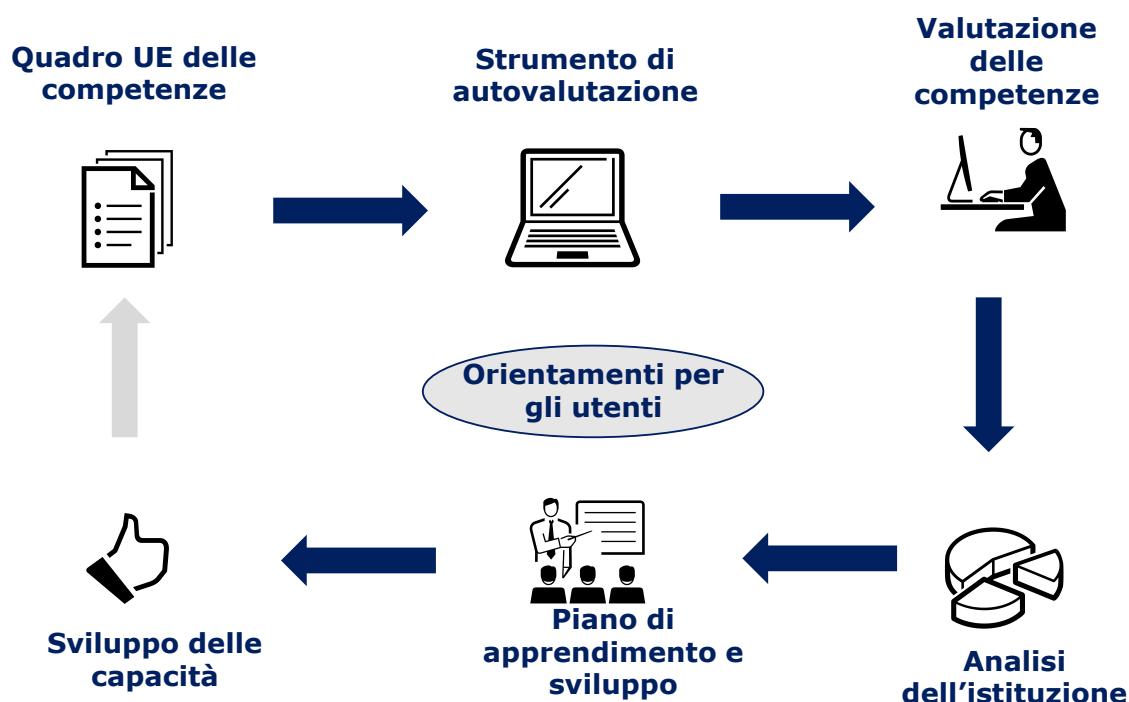 Quadro UE delle
competenze
Strumento di
autovalutazione
Valutazione
delle
competenze
Orientamenti per
gli utenti
Sviluppo delle
capacità
Piano di
apprendimento e
sviluppo
Analisi
dell’istituzione